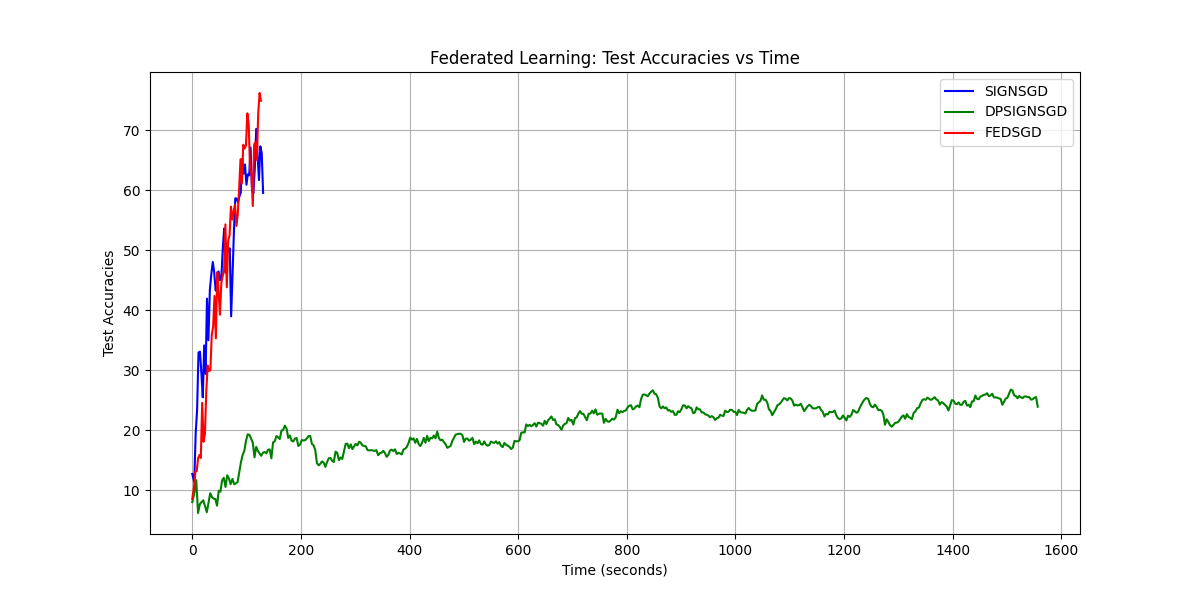 Federated Learning: Test Accuracies vs Time
SIGNSGD
DPSIGNSGD
FEDSGD
Test Accuracies
70
60
50
40
30
20
10
0
200
400
600
800
1000
1200
1400
1600
Time (seconds)